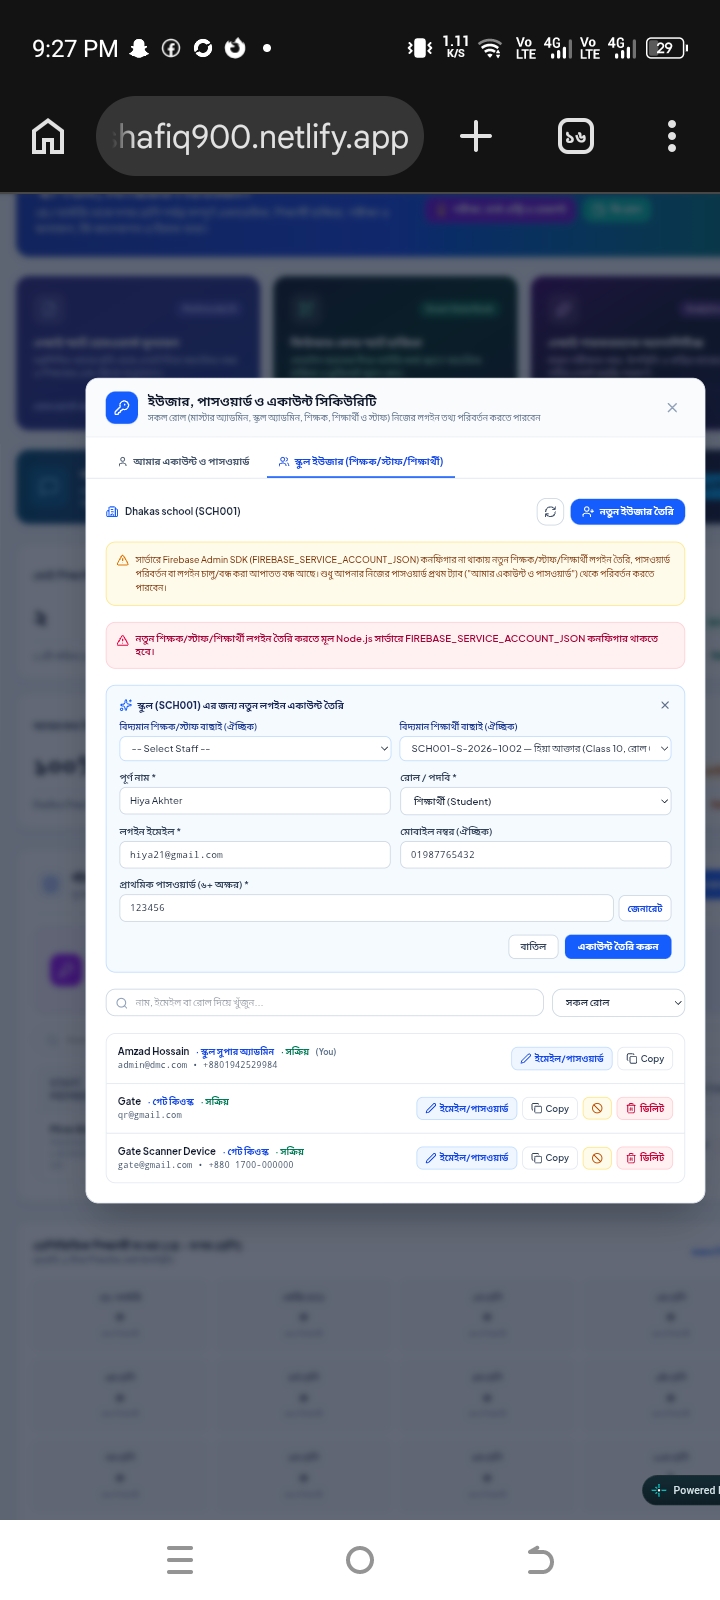 9:27 PM
1.11 K/S
Vo LTE 4G Vo LTE 4G 29
hafiq900.netlify.app
১৬
ইউজার, পাসওয়ার্ড ও একাউন্ট সিকিউরিটি
সকল রোল (মাস্টার অ্যাডমিন, স্কুল অ্যাডমিন, শিক্ষক, শিক্ষার্থী ও স্টাফ) নিজের লগইন তথ্য পরিবর্তন করতে পারবেন
আমার একাউন্ট ও পাসওয়ার্ড
স্কুল ইউজার (শিক্ষক/স্টাফ/শিক্ষার্থী)
Dhakas school (SCH001)
নতুন ইউজার তৈরি
সার্ভারে Firebase Admin SDK (FIREBASE_SERVICE_ACCOUNT_JSON) কনফিগার না থাকায় নতুন শিক্ষক/স্টাফ/শিক্ষার্থী লগইন তৈরি, পাসওয়ার্ড
পরিবর্তন বা লগইন চালু/বন্ধ করা আপাতত বন্ধ আছে। শুধু আপনার নিজের পাসওয়ার্ড প্রথম ট্যাব ("আমার একাউন্ট ও পাসওয়ার্ড") থেকে পরিবর্তন করতে
পারবেন।
নতুন শিক্ষক/স্টাফ/শিক্ষার্থী লগইন তৈরি করতে মূল Node.js সার্ভারে FIREBASE_SERVICE_ACCOUNT_JSON কনফিগার থাকতে
হবে।
স্কুল (SCH001) এর জন্য নতুন লগইন একাউন্ট তৈরি
বিদ্যমান শিক্ষক/স্টাফ বাছাই (ঐচ্ছিক)
বিদ্যমান শিক্ষার্থী বাছাই (ঐচ্ছিক)
-- Select Staff --
SCH001-S-2026-1002 — হিয়া আক্তার (Class 10, রোল
পূর্ণ নাম *
রোল / পদবি *
Hiya Akhter
শিক্ষার্থী (Student)
লগইন ইমেইল *
মোবাইল নম্বর (ঐচ্ছিক)
hiya21@gmail.com
01987765432
প্রাথমিক পাসওয়ার্ড (৬+ অক্ষর) *
123456
জেনারেট
বাতিল
একাউন্ট তৈরি করুন
নাম, ইমেইল বা রোল দিয়ে খুঁজুন...
সকল রোল
Amzad Hossain · স্কুল সুপার অ্যাডমিন · সক্রিয় (You)
admin@dmc.com • +8801942529984
ইমেইল/পাসওয়ার্ড
Copy
Gate · গেট কিওস্ক · সক্রিয়
qr@gmail.com
ইমেইল/পাসওয়ার্ড
Copy
ডিলিট
Gate Scanner Device · গেট কিওস্ক · সক্রিয়
gate@gmail.com • +880 1700-000000
ইমেইল/পাসওয়ার্ড
Copy
ডিলিট
Powered